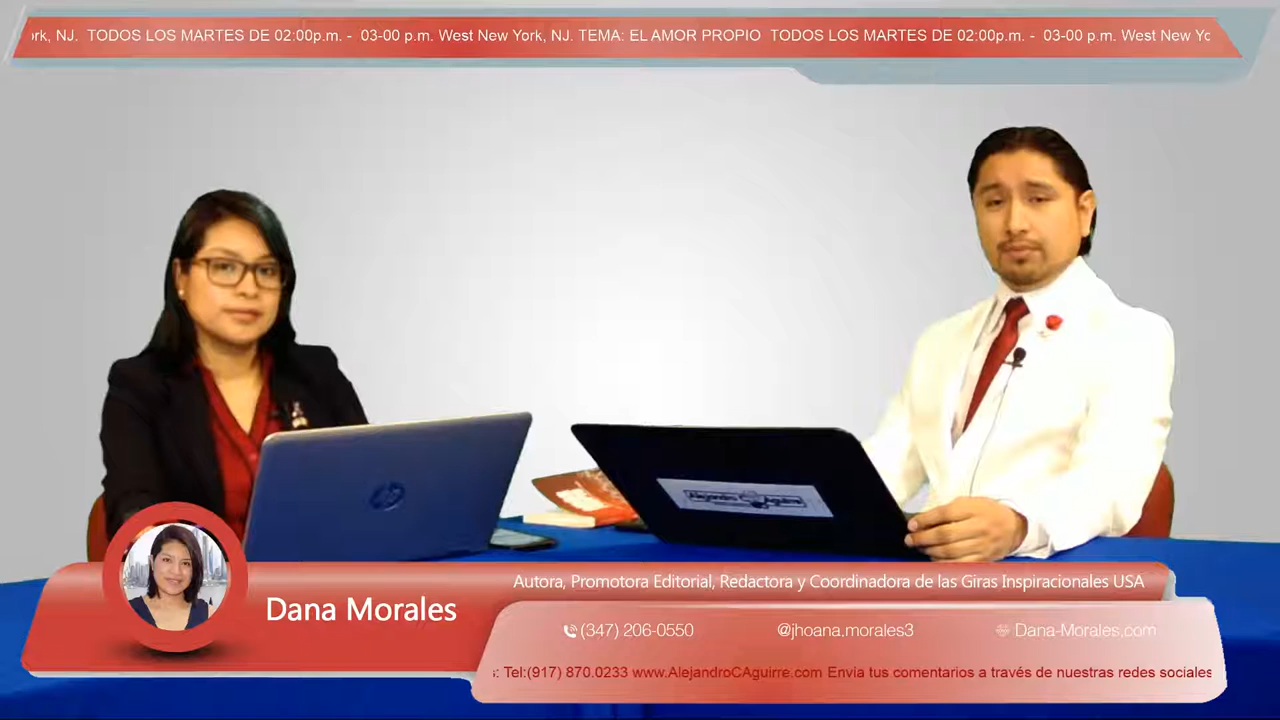 rk, NJ. TODOS LOS MARTES DE 02:00p.m. - 03-00 p.m. West New York, NJ. TEMA: EL AMOR PROPIO TODOS LOS MARTES DE 02:00p.m. - 03-00 p.m. West New Yo
Alejandro C Aguirre
hp
Autora, Promotora Editorial, Redactora y Coordinadora de las Giras Inspiracionales USA
Dana Morales
(347) 206-0550 @jhoana.morales3 Dana-Morales,com
: Tel:(917) 870.0233 www.AlejandroCAguirre.com Envia tus comentarios a través de nuestras redes sociales